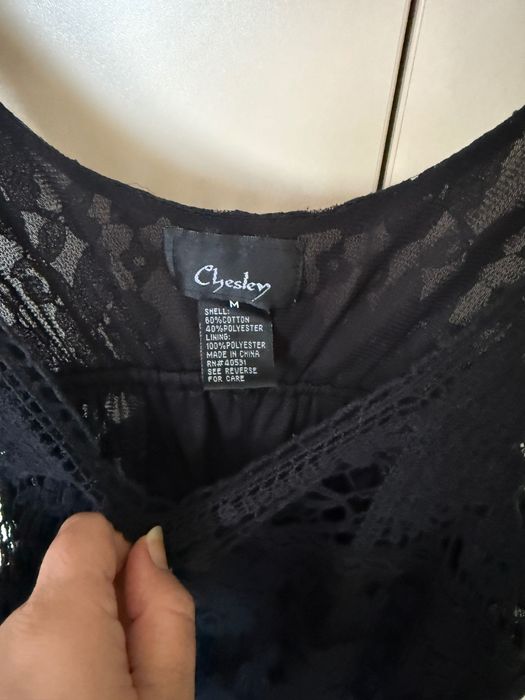 Chesley
M
SHELL:
60%COTTON
40%POLYESTER
LINING:
100%POLYESTER
MADE IN CHINA
RN#40531
SEE REVERSE
FOR CARE